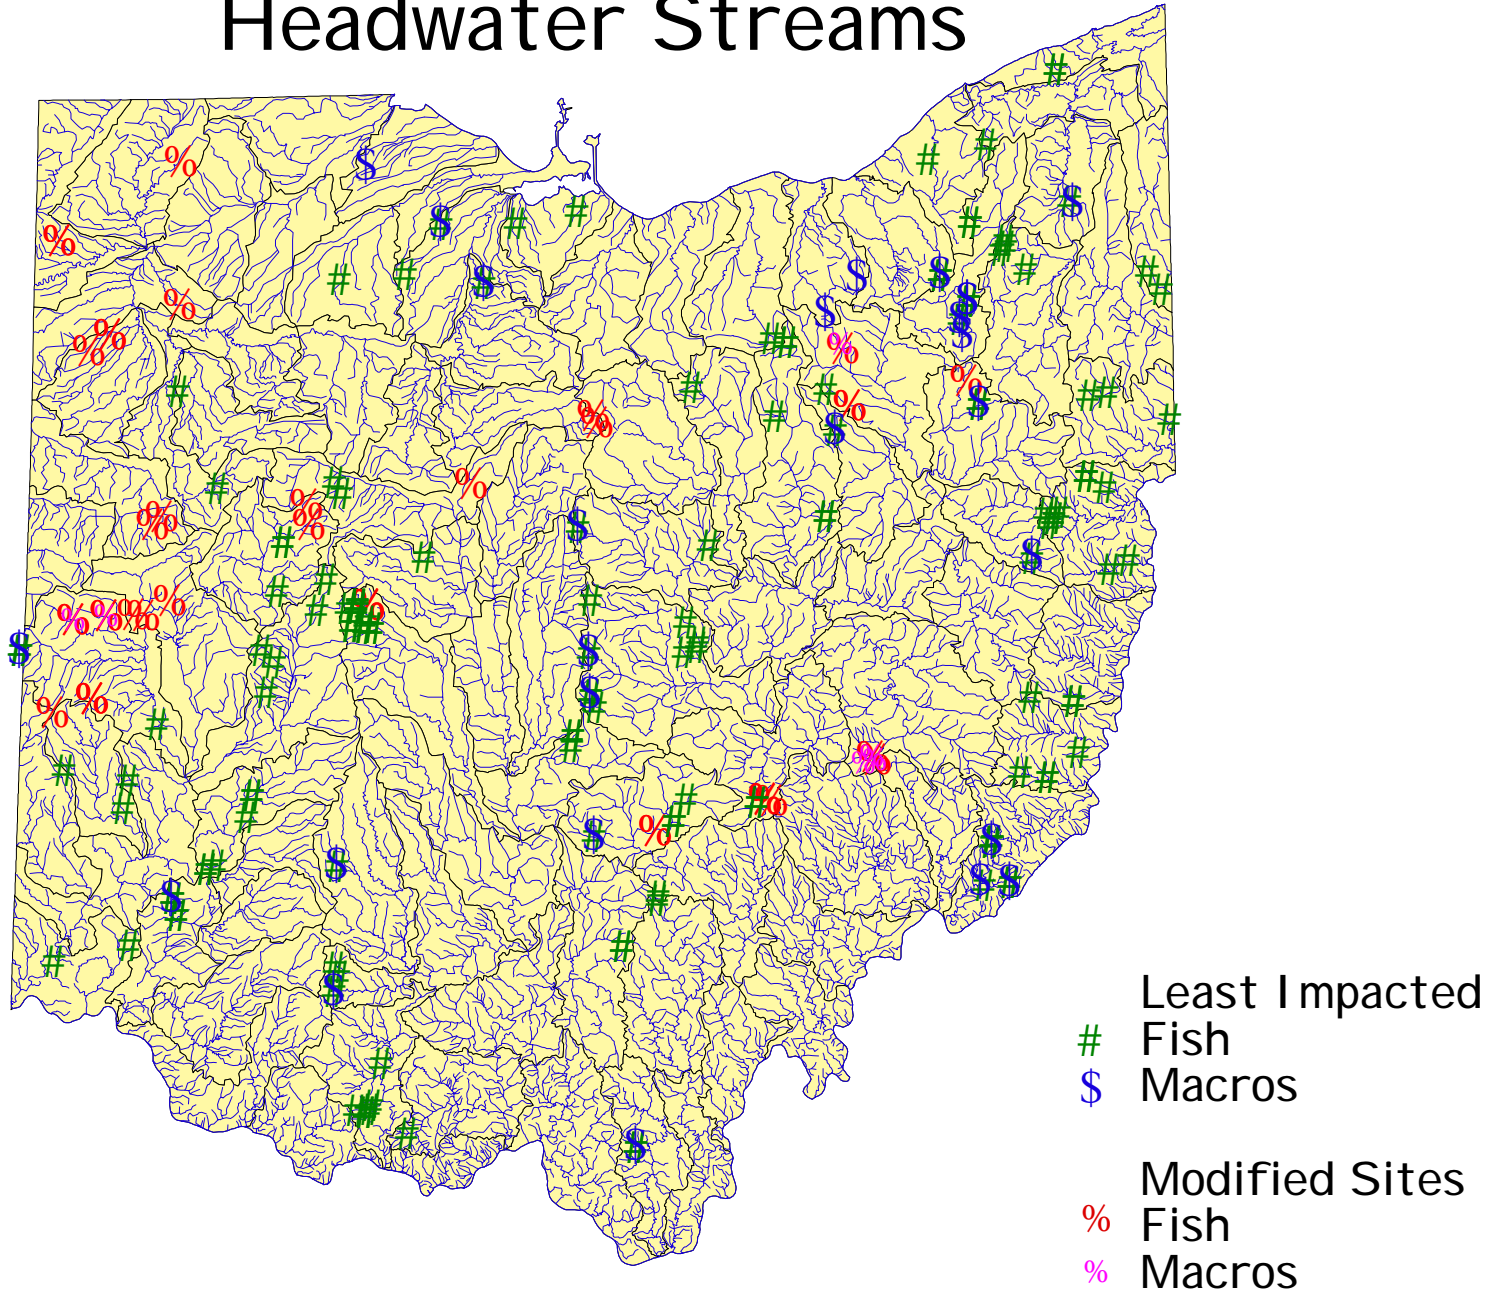 Headwater Streams
Least Impacted
# Fish
$ Macros
Modified Sites
% Fish
% Macros